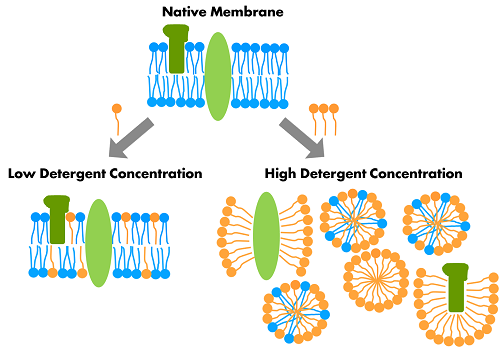 Native Membrane
Low Detergent Concentration
High Detergent Concentration